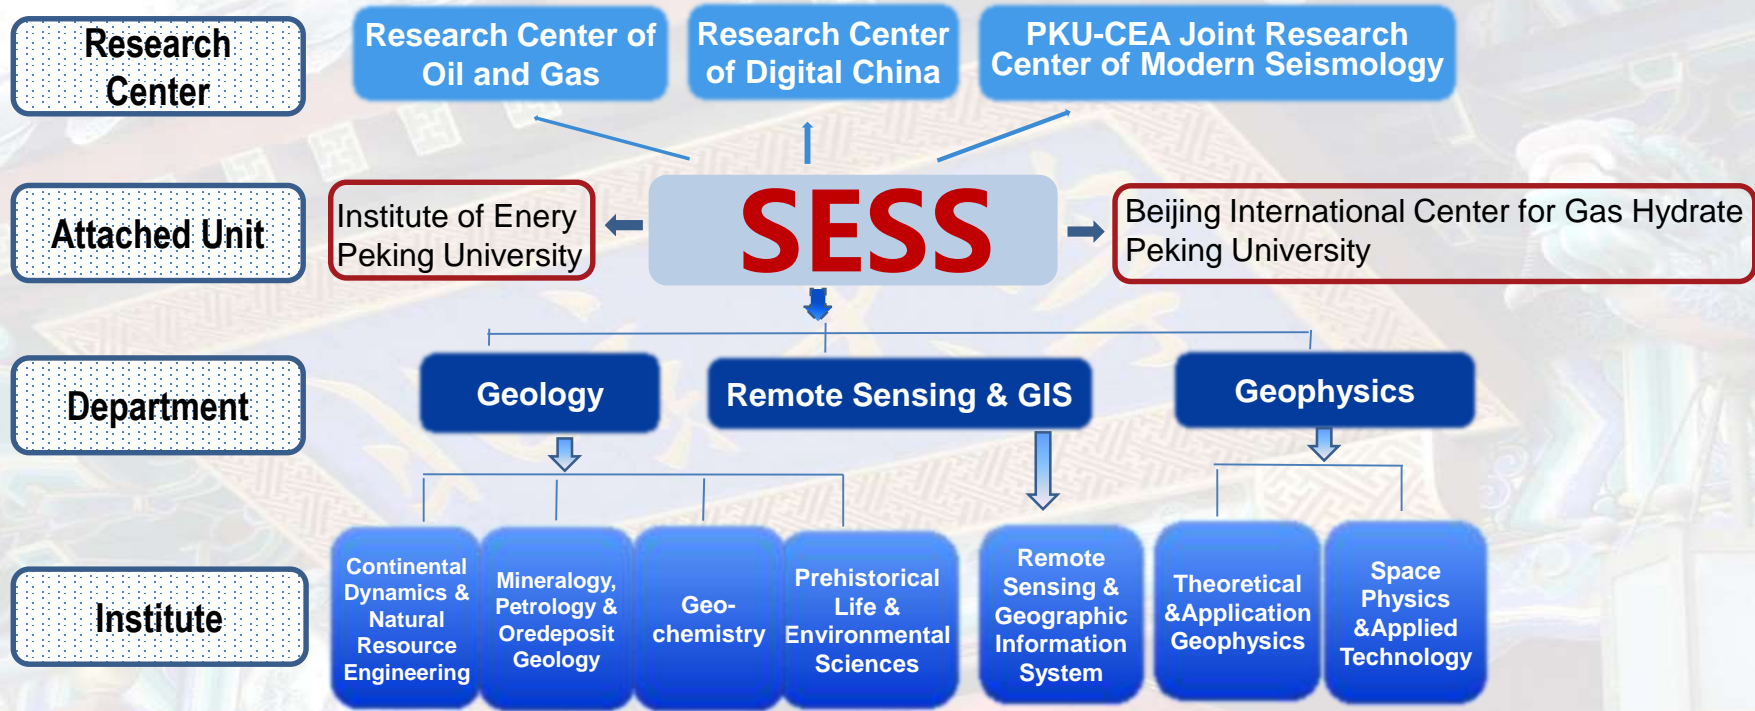 Research
Center
Research Center of
Oil and Gas
Research Center
of Digital China
PKU-CEA Joint Research
Center of Modern Seismology
Attached Unit
Institute of Enery
Peking University
SESS
Beijing International Center for Gas Hydrate
Peking University
Department
Geology
Remote Sensing & GIS
Geophysics
Institute
Continental
Dynamics &
Natural
Resource
Engineering
Mineralogy,
Petrology &
Oredeposit
Geology
Geo-
chemistry
Prehistorical
Life &
Environmental
Sciences
Remote
Sensing &
Geographic
Information
System
Theoretical
&Application
Geophysics
Space
Physics
&Applied
Technology